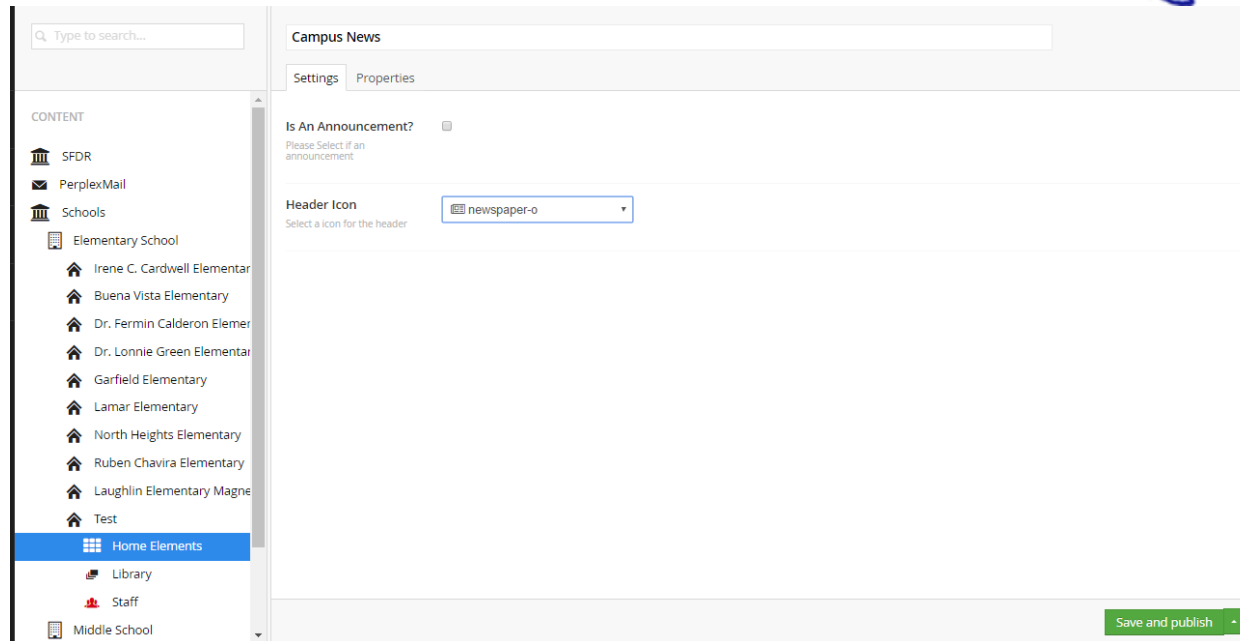 Type to search...
Campus News
Settings Properties
CONTENT
SFDR
PerplexMail
Schools
Elementary School
Irene C. Cardwell Elementar
Buena Vista Elementary
Dr. Fermin Calderon Elemer
Dr. Lonnie Green Elementar
Garfield Elementary
Lamar Elementary
North Heights Elementary
Ruben Chavira Elementary
Laughlin Elementary Magne
Test
Home Elements
Library
Staff
Middle School
Is An Announcement?
Please Select if an
announcement
Header Icon
newspaper-o
Select a icon for the header
Save and publish